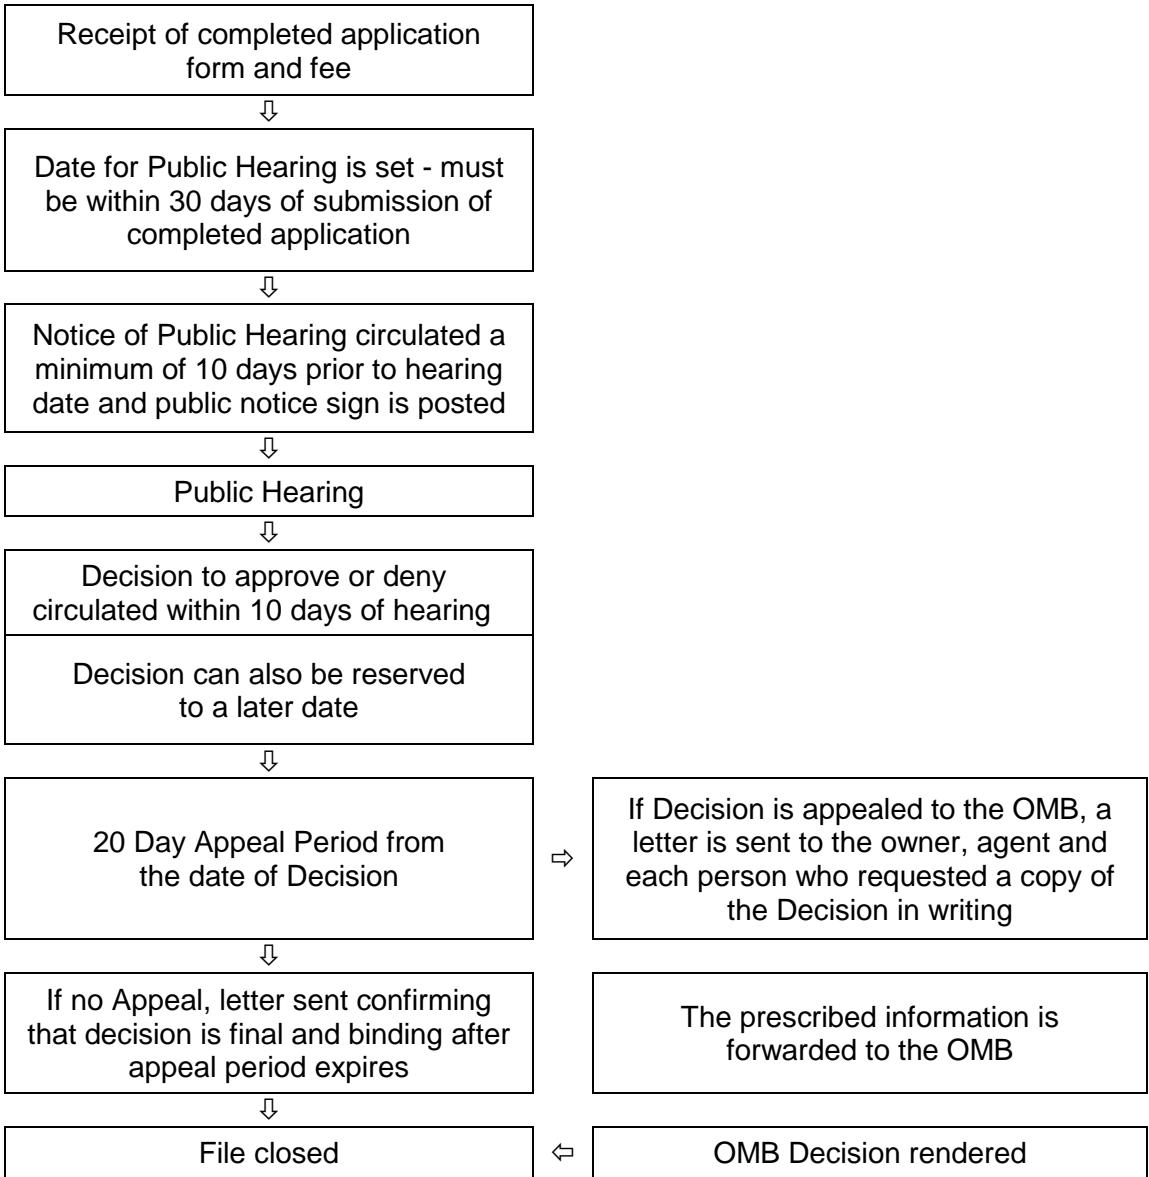 Receipt of completed application
form and fee
⇩
Date for Public Hearing is set - must
be within 30 days of submission of
completed application
⇩
Notice of Public Hearing circulated a
minimum of 10 days prior to hearing
date and public notice sign is posted
⇩
Public Hearing
⇩
Decision to approve or deny
circulated within 10 days of hearing
Decision can also be reserved
to a later date
⇩
20 Day Appeal Period from
the date of Decision
⇨
If Decision is appealed to the OMB, a
letter is sent to the owner, agent and
each person who requested a copy of
the Decision in writing
⇩
If no Appeal, letter sent confirming
that decision is final and binding after
appeal period expires
The prescribed information is
forwarded to the OMB
⇩
File closed
⇦
OMB Decision rendered